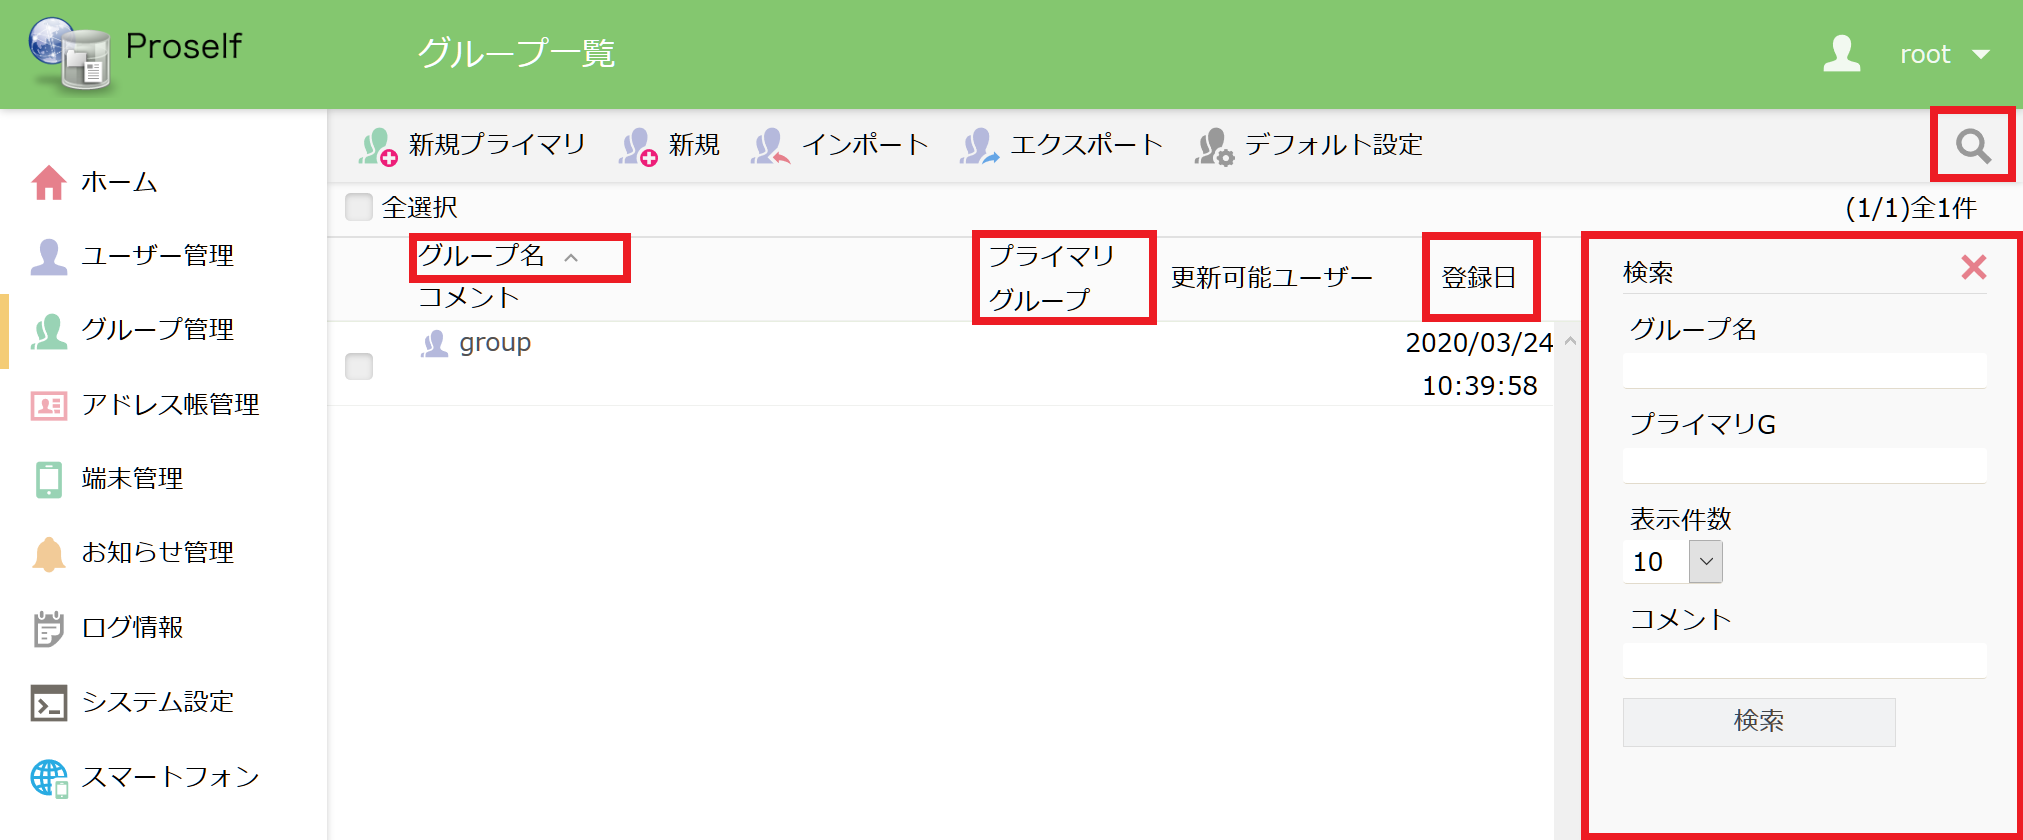 Proself
グループ一覧
root
新規プライマリ 新規 インポート エクスポート デフォルト設定
全選択
(1/1)全1件
ホーム
ユーザー管理
グループ管理
アドレス帳管理
端末管理
お知らせ管理
ログ情報
システム設定
スマートフォン
グループ名
コメント
プライマリ
グループ
更新可能ユーザー
登録日
group
2020/03/24
10:39:58
検索
グループ名
プライマリG
表示件数
10
コメント
検索